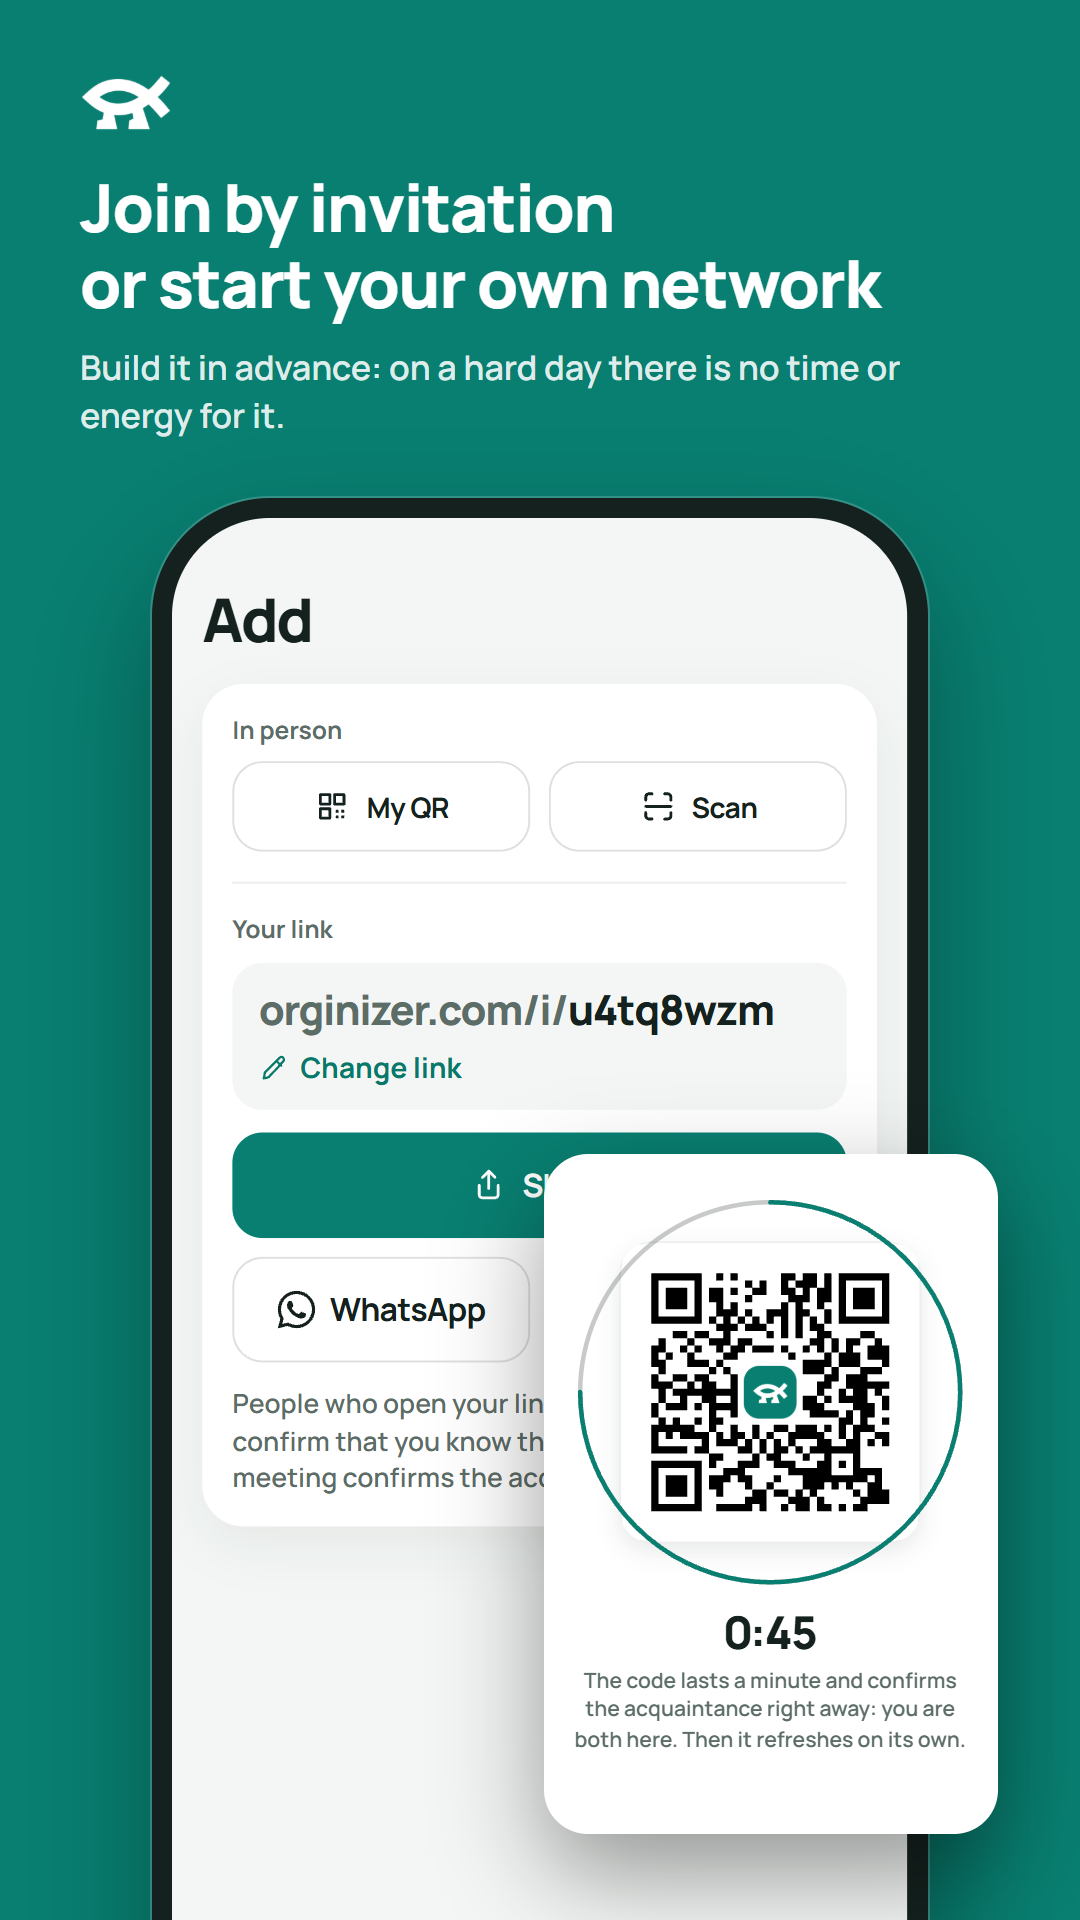 Join by invitation
or start your own network
Build it in advance: on a hard day there is no time or
energy for it.
Add
In person
My QR
Scan
Your link
orginizer.com/i/u4tq8wzm
Change link
WhatsApp
People who open your
confirm that you know
meeting confirms the
0:45
The code lasts a minute and confirms
the acquaintance right away: you are
both here. Then it refreshes on its own.